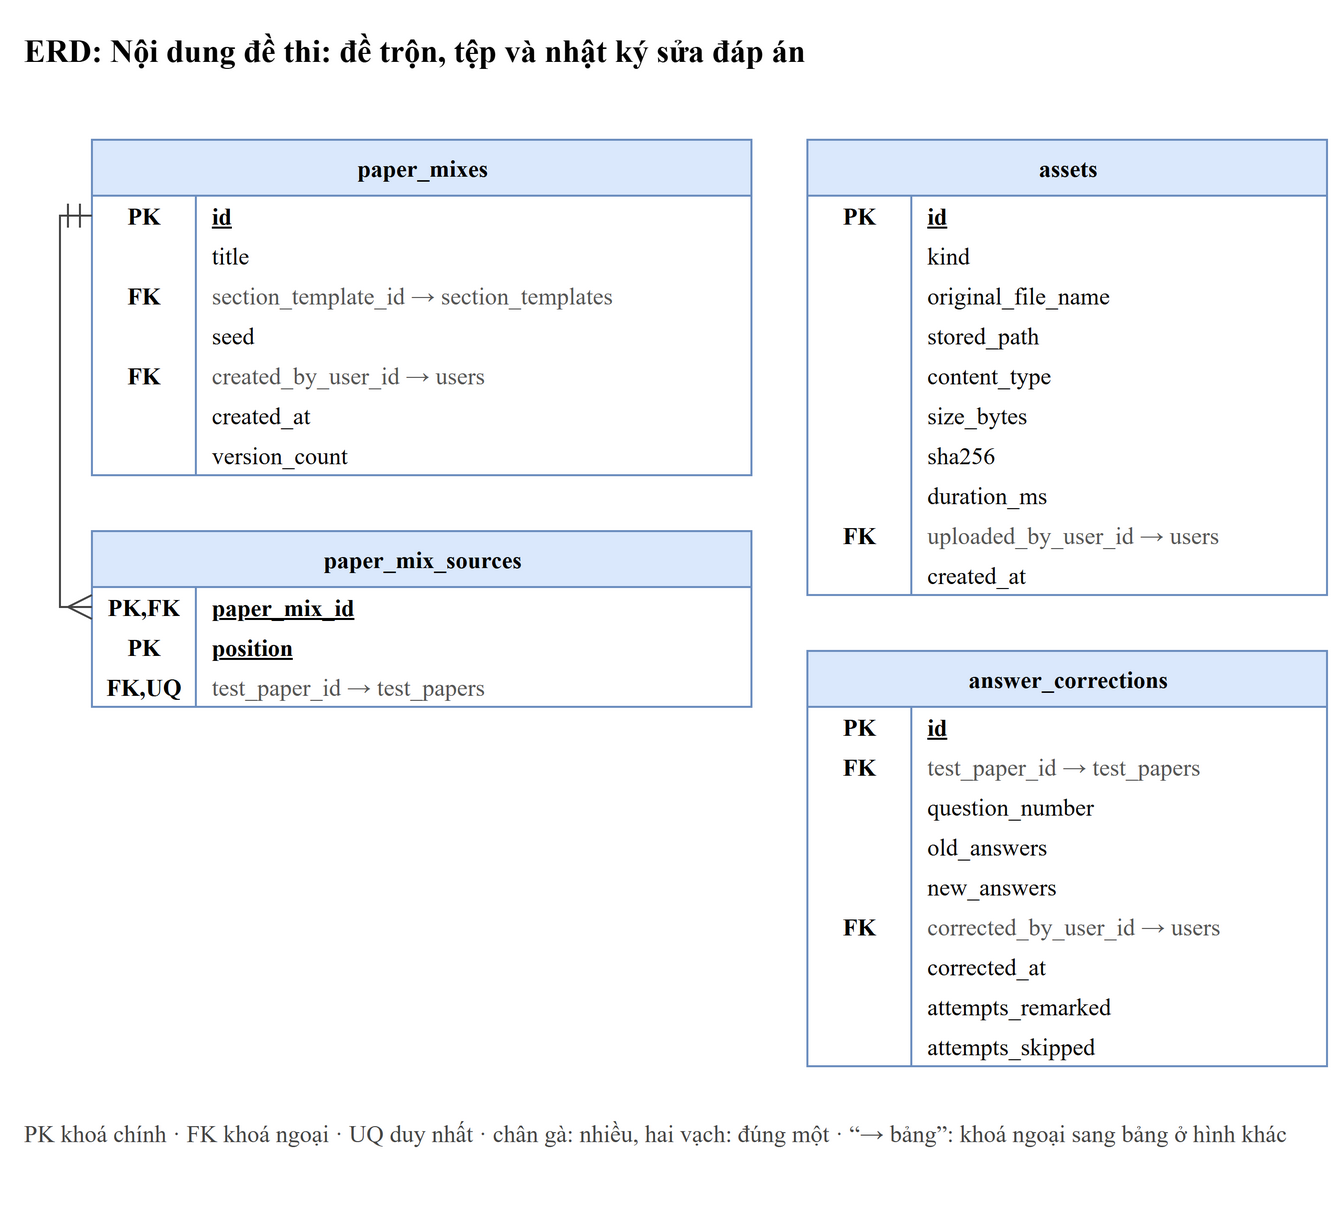 ERD: Nội dung đề thi: đề trộn, tệp và nhật ký sửa đáp án
paper_mixes
PK id
title
FK section_template_id → section_templates
seed
FK created_by_user_id → users
created_at
version_count
paper_mix_sources
PK,FK paper_mix_id
PK position
FK,UQ test_paper_id → test_papers
assets
PK id
kind
original_file_name
stored_path
content_type
size_bytes
sha256
duration_ms
FK uploaded_by_user_id → users
created_at
answer_corrections
PK id
FK test_paper_id → test_papers
question_number
old_answers
new_answers
FK corrected_by_user_id → users
corrected_at
attempts_remarked
attempts_skipped
PK khoá chính · FK khoá ngoại · UQ duy nhất · chân gà: nhiều, hai vạch: đúng một · “→ bảng”: khoá ngoại sang bảng ở hình khác